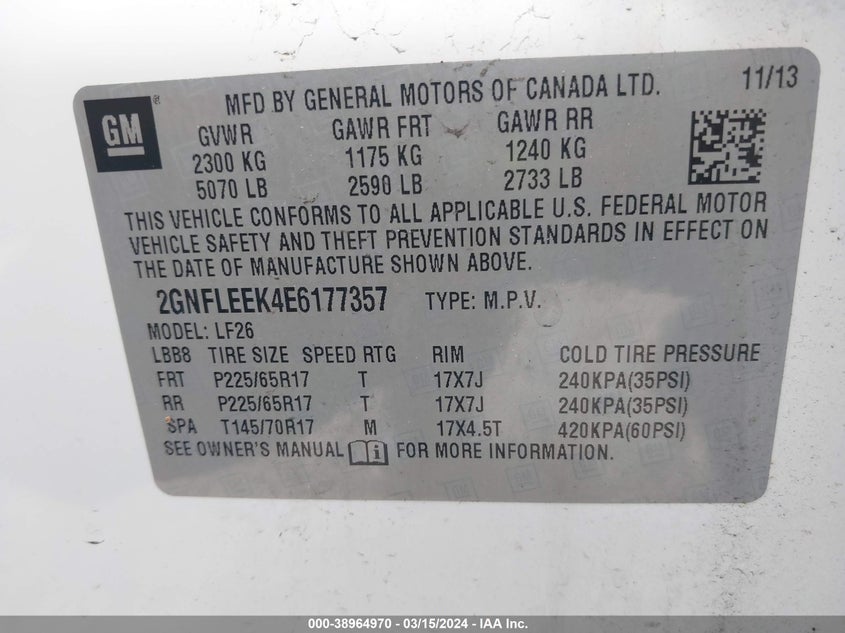 MFD BY GENERAL MOTORS OF CANADA LTD. 11/13
GM
®
GVWR GAWR FRT GAWR RR
2300 KG 1175 KG 1240 KG
5070 LB 2590 LB 2733 LB
THIS VEHICLE CONFORMS TO ALL APPLICABLE U.S. FEDERAL MOTOR
VEHICLE SAFETY AND THEFT PREVENTION STANDARDS IN EFFECT ON
THE DATE OF MANUFACTURE SHOWN ABOVE.
2GNFLEEK4E6177357 TYPE: M.P.V.
MODEL: LF26
LBB8 TIRE SIZE SPEED RTG RIM COLD TIRE PRESSURE
FRT P225/65R17 T 17X7J 240KPA(35PSI)
RR P225/65R17 T 17X7J 240KPA(35PSI)
SPA T145/70R17 M 17X4.5T 420KPA(60PSI)
SEE OWNER'S MANUAL FOR MORE INFORMATION.
000-38964970 - 03/15/2024 - IAA Inc.